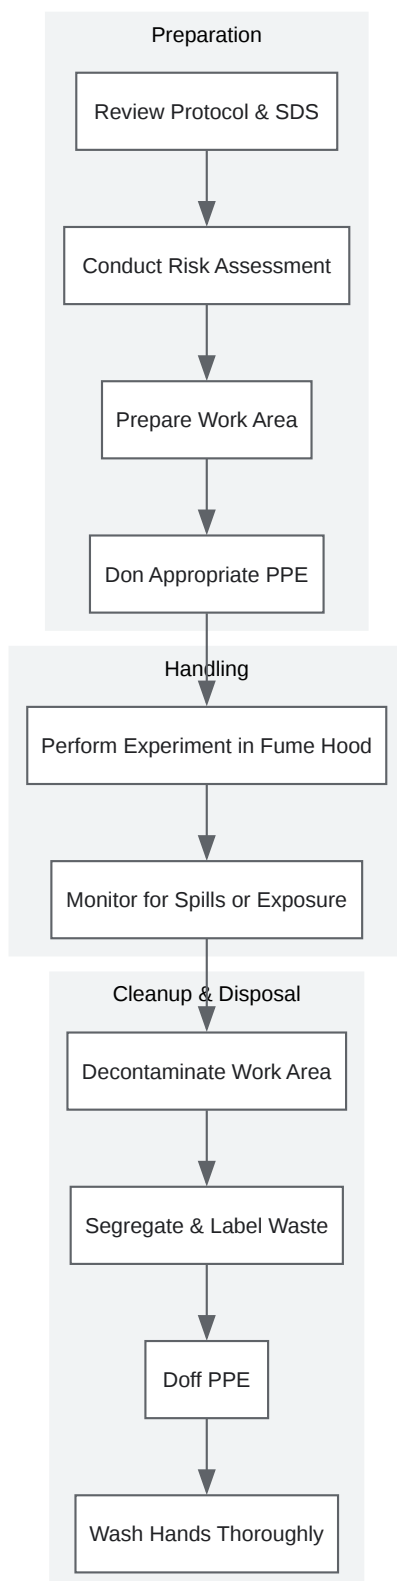 Preparation
Review Protocol & SDS
Conduct Risk Assessment
Prepare Work Area
Don Appropriate PPE
Handling
Perform Experiment in Fume Hood
Monitor for Spills or Exposure
Cleanup & Disposal
Decontaminate Work Area
Segregate & Label Waste
Doff PPE
Wash Hands Thoroughly